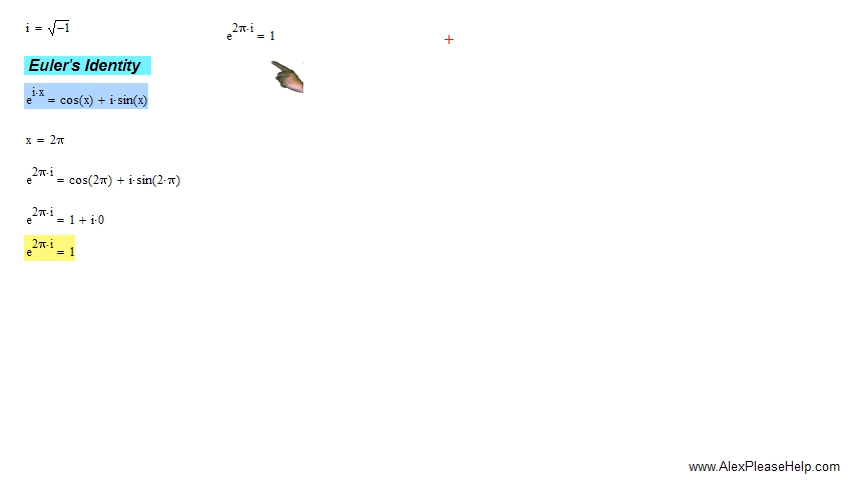 i = √−1
Euler's Identity
e^i·x = cos(x) + i·sin(x)
x = 2π
e^2π·i = cos(2π) + i·sin(2·π)
e^2π·i = 1 + i·0
e^2π·i = 1
e^2π·i = 1
+
www.AlexPleaseHelp.com